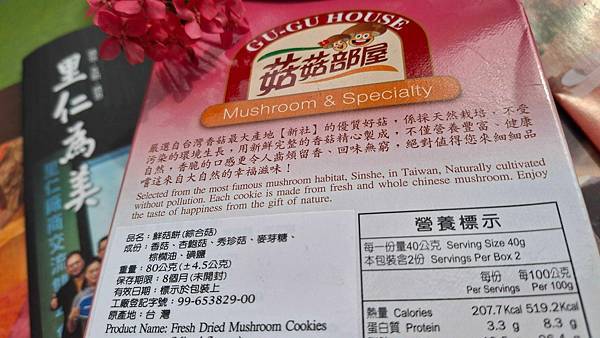 GU-GU HOUSE
菇菇部屋
Mushroom & Specialty
嚴選自台灣香菇最大產地【新社】的優質好菇，係採天然栽培、不受
污染的環境生長，用新鮮完整的香菇精心製成，不僅營養豐富、健康
自然，香脆的口感更令人齒頰留香、回味無窮，絕對值得您來細細品
嚐這來自大自然的幸福滋味！
Selected from the most famous mushroom habitat, Sinshe, in Taiwan, Naturally cultivated
without pollution. Each cookie is made from fresh and whole chinese mushroom. Enjoy
the taste of happiness from the gift of nature.
品名：鮮菇餅(綜合菇)
成份：香菇、杏鮑菇、秀珍菇、麥芽糖、
棕櫚油、碘鹽
重量：80公克(±4.5公克)
保存期限：8個月(未開封)
有效日期：標示於包裝上
工廠登記字號：99-653829-00
原產地：台灣
Product Name: Fresh Dried Mushroom Cookies
營養標示
每一份量40公克 Serving Size 40g
本包裝含2份 Servings Per Box 2
每份 每100公克
Per Servings Per 100g
熱量 Calories 207.7Kcal 519.2Kcal
蛋白質 Protein 3.3 g 8.3 g
里仁為美